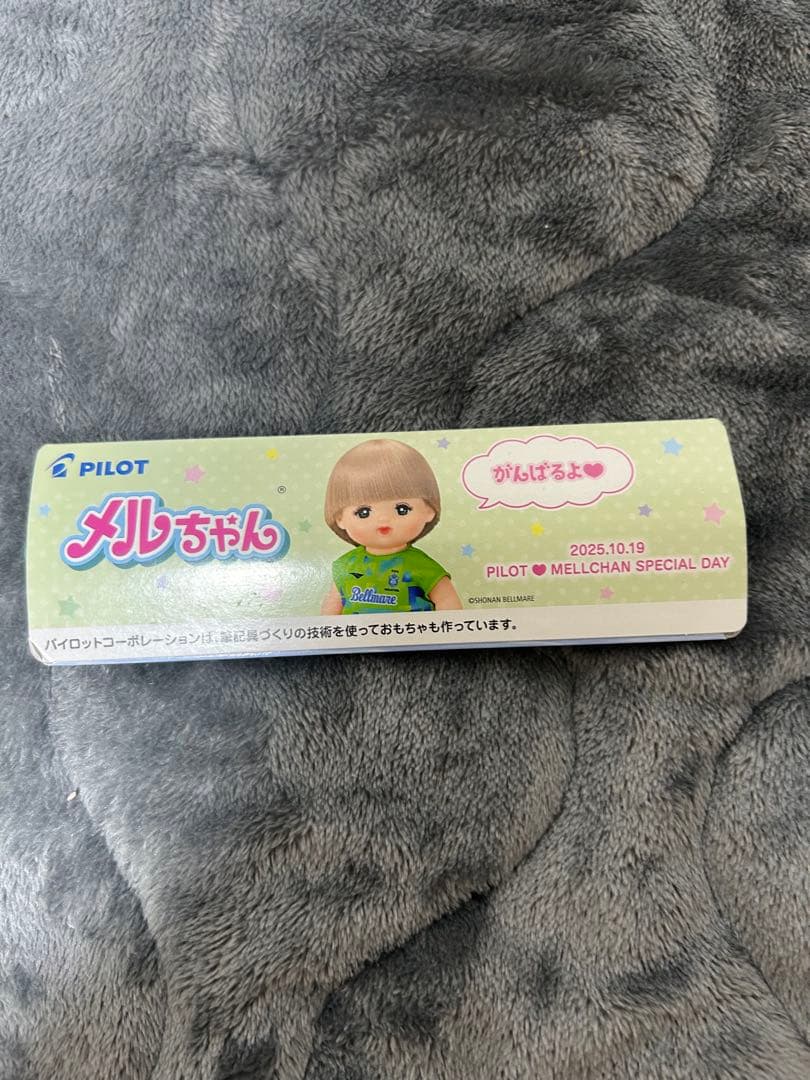 PILOT
メルちゃん®
がんばるよ♥
2025.10.19
PILOT ♥ MELLCHAN SPECIAL DAY
Bellmare
©SHONAN BELLMARE
パイロットコーポレーションは、筆記具づくりの技術を使っておもちゃも作っています。